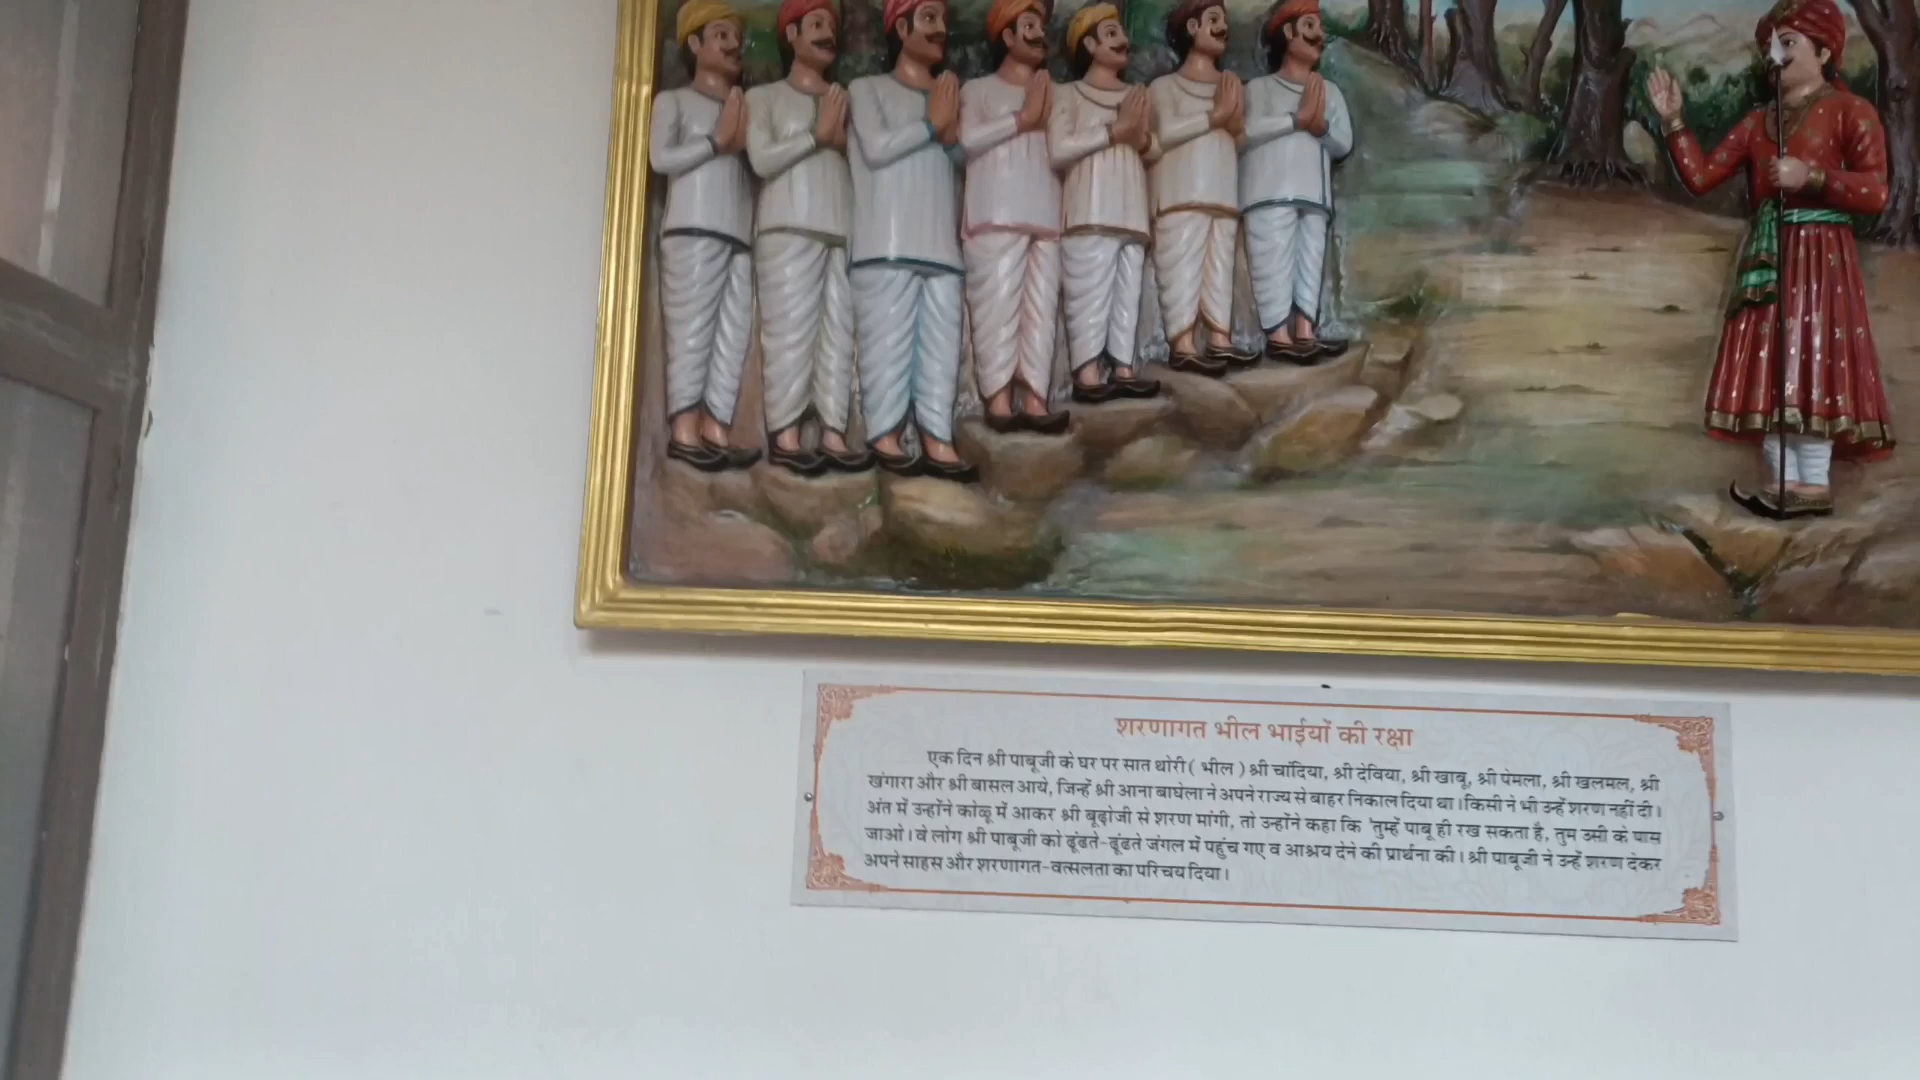 शरणागत भील भाईयों की रक्षा
एक दिन श्री पाबूजी के घर पर सात थोरी ( भील ) श्री चांदिया, श्री देविया, श्री खाबू, श्री पेमला, श्री खलमल, श्री
खंगारा और श्री बासल आये, जिन्हें श्री आना बाघेला ने अपने राज्य से बाहर निकाल दिया था। किसी ने भी उन्हें शरण नहीं दी।
अंत में उन्होंने कोळू में आकर श्री बूढ़ोजी से शरण मांगी, तो उन्होंने कहा कि 'तुम्हें पाबू ही रख सकता है, तुम उसी के पास
जाओ। वे लोग श्री पाबूजी को ढूंढते-ढूंढते जंगल में पहुंच गए व आश्रय देने की प्रार्थना की। श्री पाबूजी ने उन्हें शरण देकर
अपने साहस और शरणागत-वत्सलता का परिचय दिया।